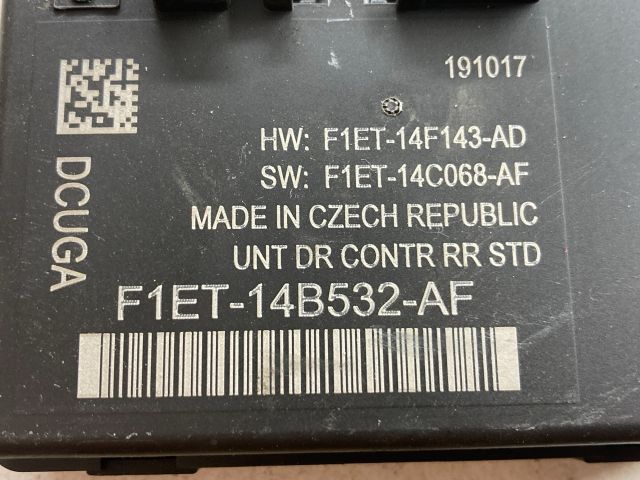 191017
HW: F1ET-14F143-AD
SW: F1ET-14C068-AF
DCUGA
MADE IN CZECH REPUBLIC
UNT DR CONTR RR STD
F1ET-14B532-AF